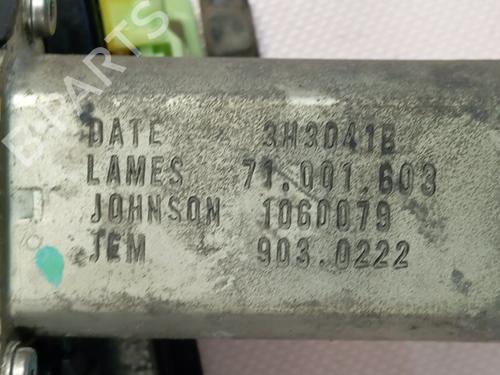 DATE 3H3041B
LAMES 71.001.603
JOHNSON 1060079
JEM 903.0222